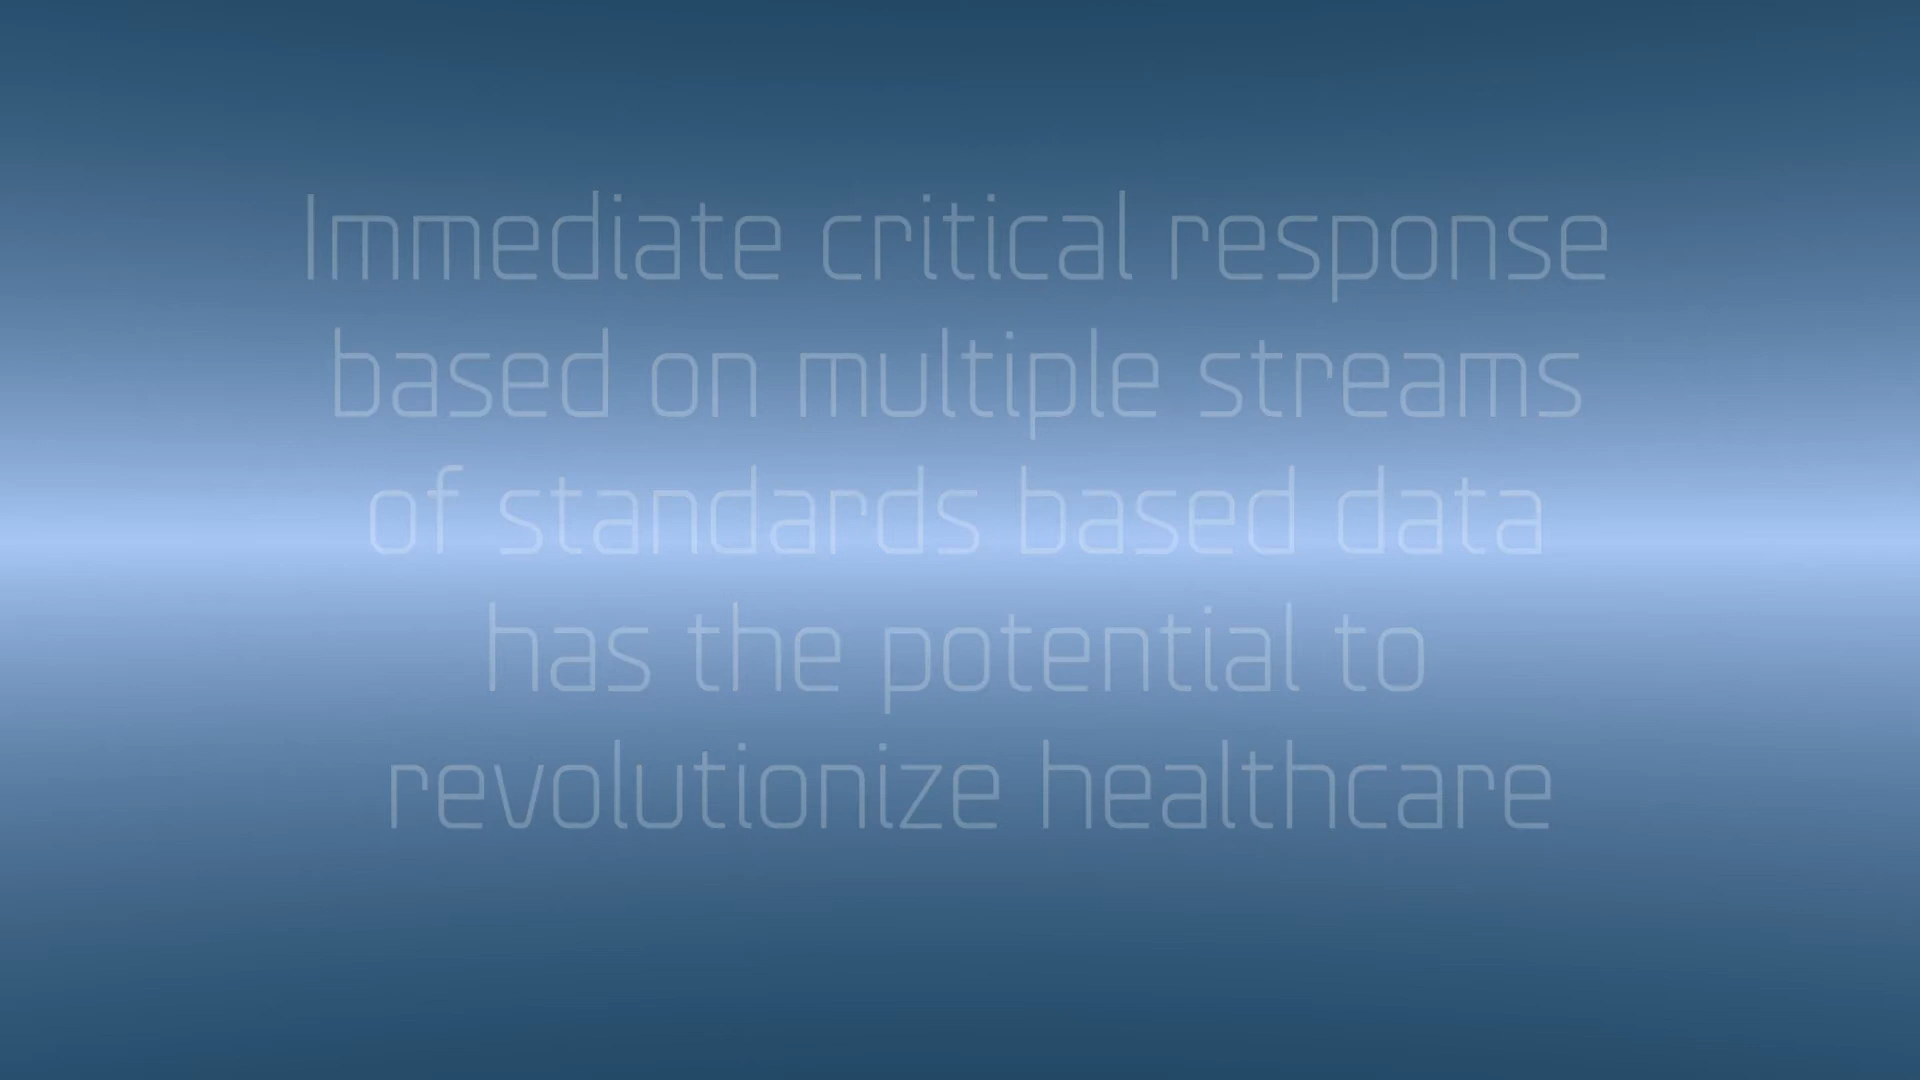 Immediate critical response
based on multiple streams
of standards based data
has the potential to
revolutionize healthcare